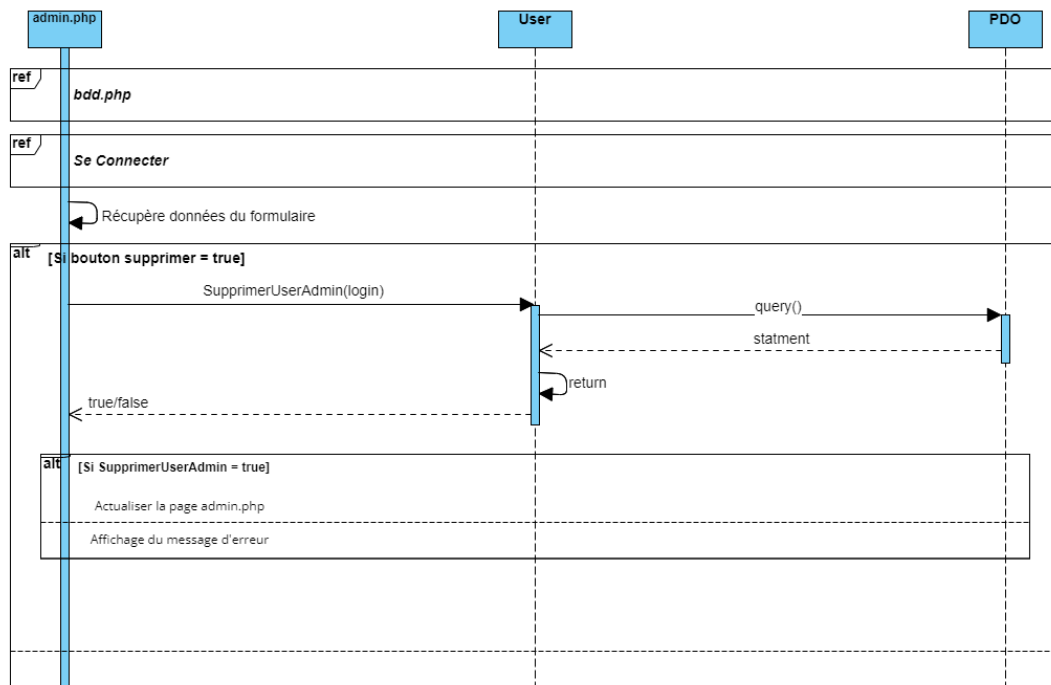 admin.php
User
PDO
ref
bdd.php
ref
Se Connecter
Récupère données du formulaire
alt
[Si bouton supprimer = true]
SupprimerUserAdmin(login)
query()
statment
return
true/false
alt
[Si SupprimerUserAdmin = true]
Actualiser la page admin.php
Affichage du message d'erreur